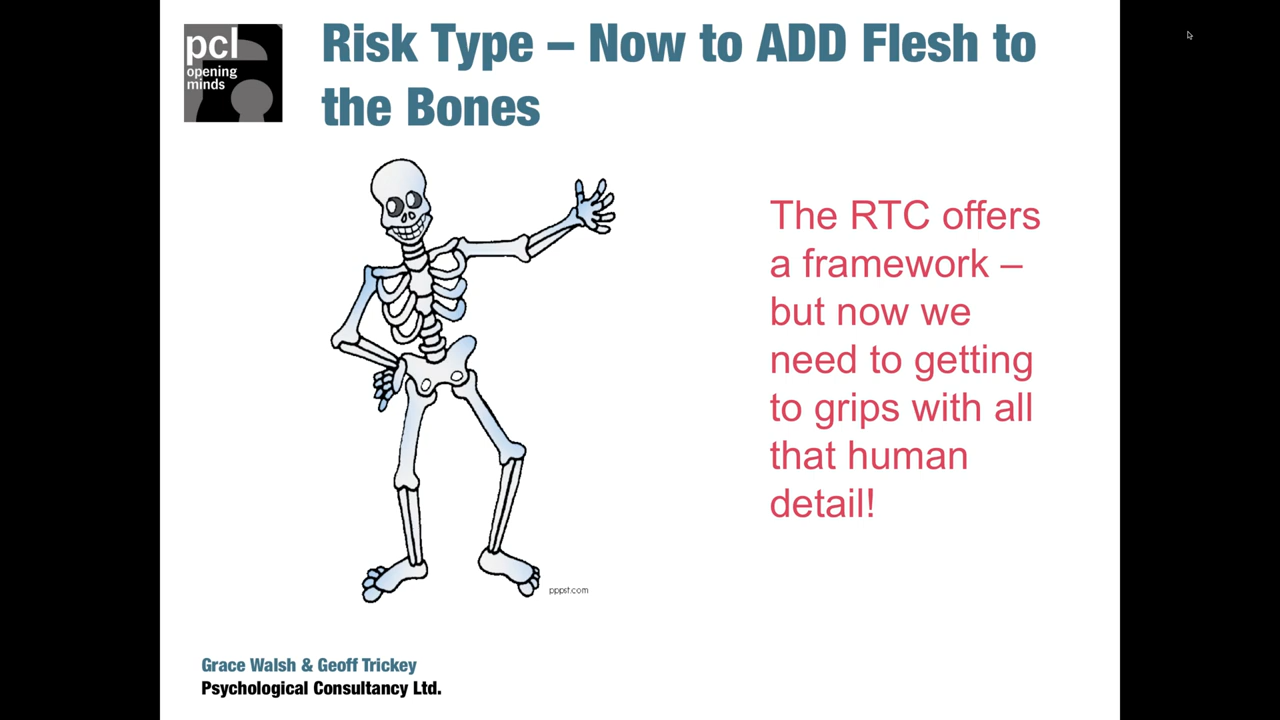 pcl
opening
minds
Risk Type – Now to ADD Flesh to
the Bones
The RTC offers
a framework –
but now we
need to getting
to grips with all
that human
detail!
pppst.com
Grace Walsh & Geoff Trickey
Psychological Consultancy Ltd.